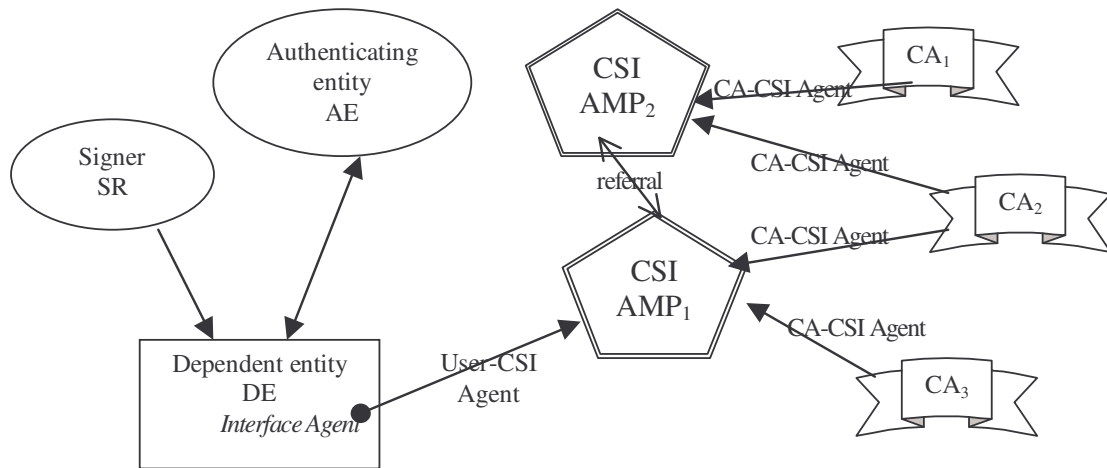 Authenticating
entity
AE
Signer
SR
CSI
AMP₂
CA-CSI Agent
CA₁
CA-CSI Agent
referral
CA₂
CA-CSI Agent
CSI
AMP₁
CA-CSI Agent
CA₃
Dependent entity
DE
Interface Agent
User-CSI
Agent